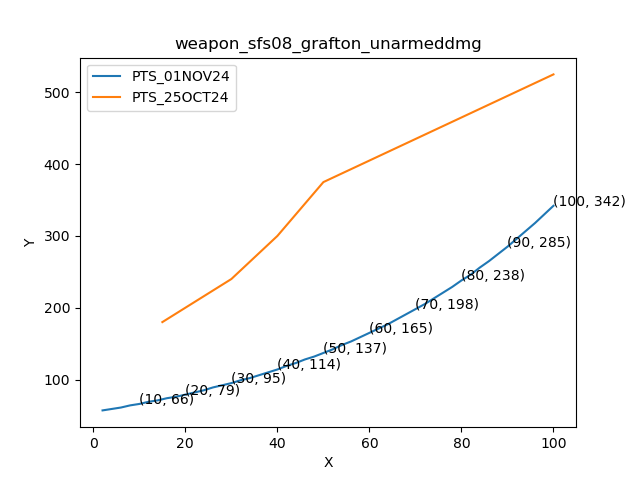 weapon_sfs08_grafton_unarmeddmg
PTS_01NOV24
PTS_25OCT24
500
400
300
200
100
Y
(100, 342)
(90, 285)
(80, 238)
(70, 198)
(60, 165)
(50, 137)
(40, 114)
(30, 95)
(20, 79)
(10, 66)
0 20 40 60 80 100
X